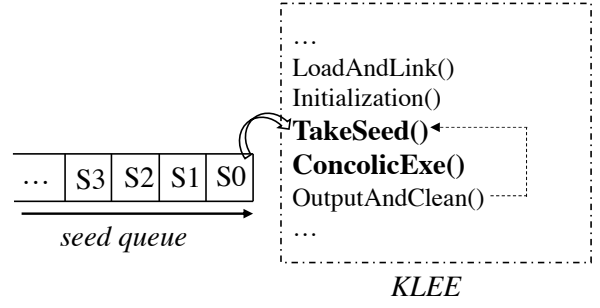 …
LoadAndLink()
Initialization()
TakeSeed()
ConcolicExe()
OutputAndClean()
…
… S3 S2 S1 S0
seed queue
KLEE